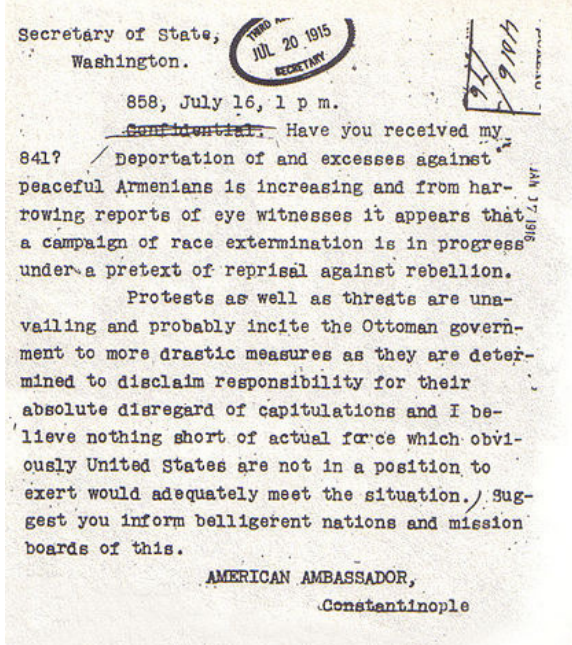 Secretary of State,
Washington.
THIRD A
JUL 20 1915
SECRETARY
4016
76
858, July 16, 1 p m.
Confidential. Have you received my
841? Deportation of and excesses against
peaceful Armenians is increasing and from har-
rowing reports of eye witnesses it appears that
a campaign of race extermination is in progress
under a pretext of reprisal against rebellion.
JAN 17 1916
Protests as well as threats are una-
vailing and probably incite the Ottoman govern-
ment to more drastic measures as they are deter-
mined to disclaim responsibility for their
absolute disregard of capitulations and I be-
lieve nothing short of actual force which obvi-
ously United States are not in a position to
exert would adequately meet the situation. Sug-
gest you inform belligerent nations and mission
boards of this.
AMERICAN AMBASSADOR,
Constantinople